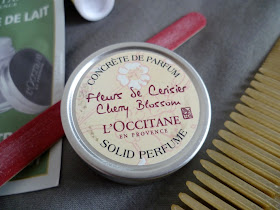 DE LAIT
CONCRÈTE DE PARFUM
Fleurs de Cerisier
Cherry Blossom
L'OCCITANE
EN PROVENCE
SOLID PERFUME